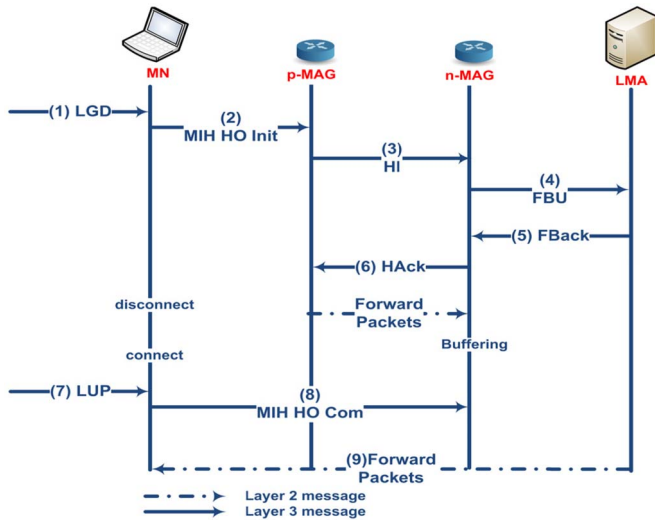 MN
p-MAG
n-MAG
LMA
(1) LGD
(2)
MIH HO Init
(3)
HI
(4)
FBU
(5) FBack
(6) HAck
disconnect
Forward
Packets
Buffering
connect
(7) LUP
(8)
MIH HO Com
(9)Forward
Packets
Layer 2 message
Layer 3 message